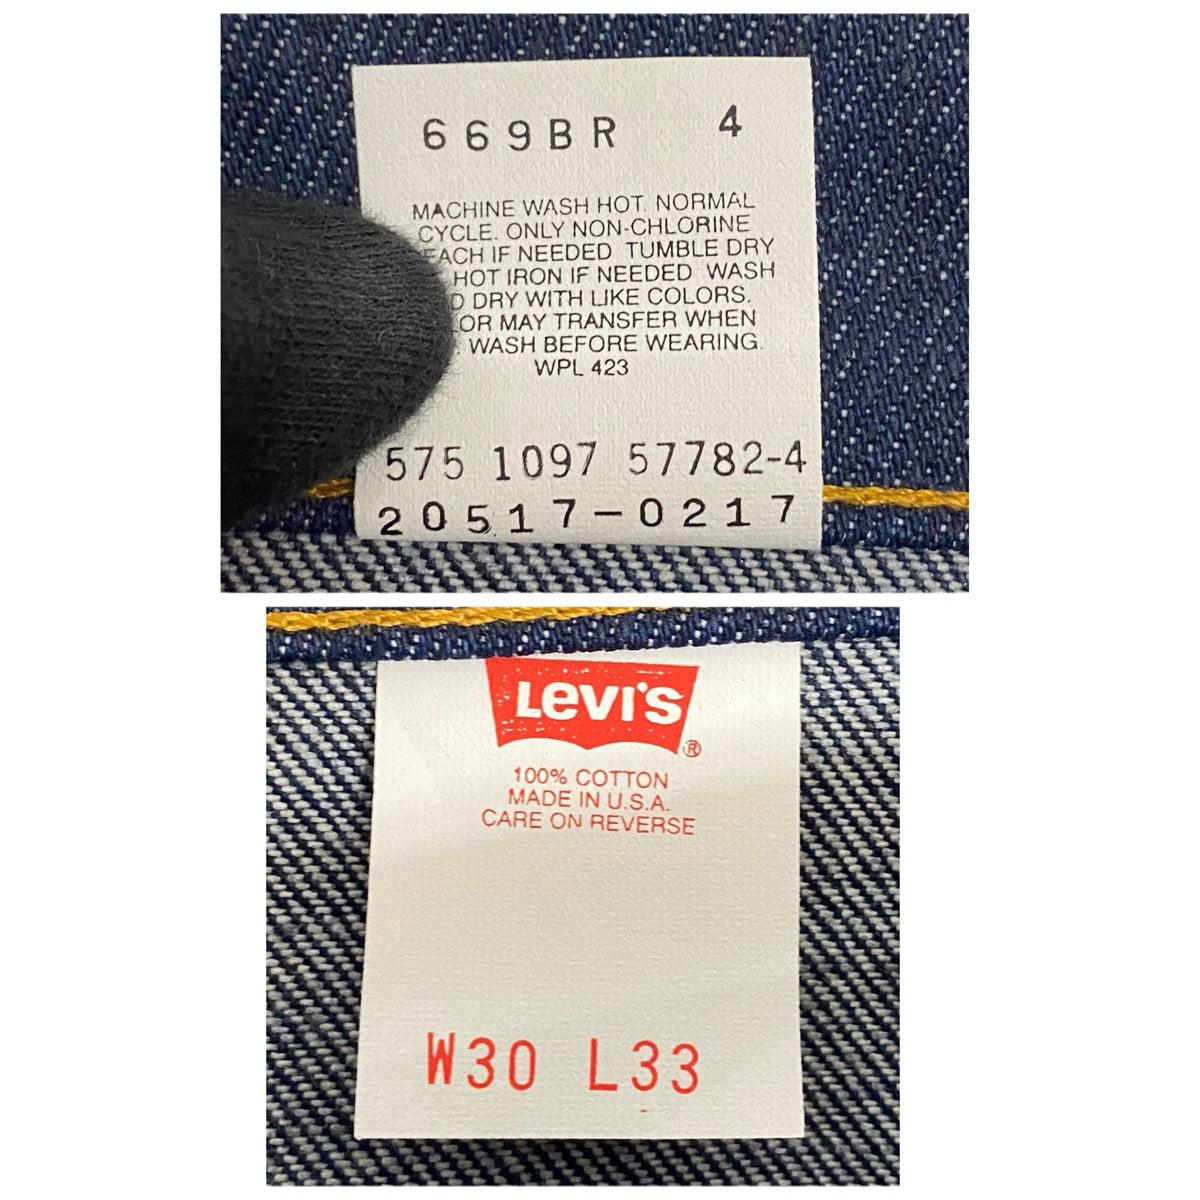 669BR 4
MACHINE WASH HOT. NORMAL
CYCLE. ONLY NON-CHLORINE
IF NEEDED TUMBLE DRY
HOT IRON IF NEEDED WASH
DRY WITH LIKE COLORS.
MAY TRANSFER WHEN
WASH BEFORE WEARING.
WPL 423
575 1097 57782-4
20517-0217
LEVI'S ®
100% COTTON
MADE IN U.S.A.
CARE ON REVERSE
W30 L33